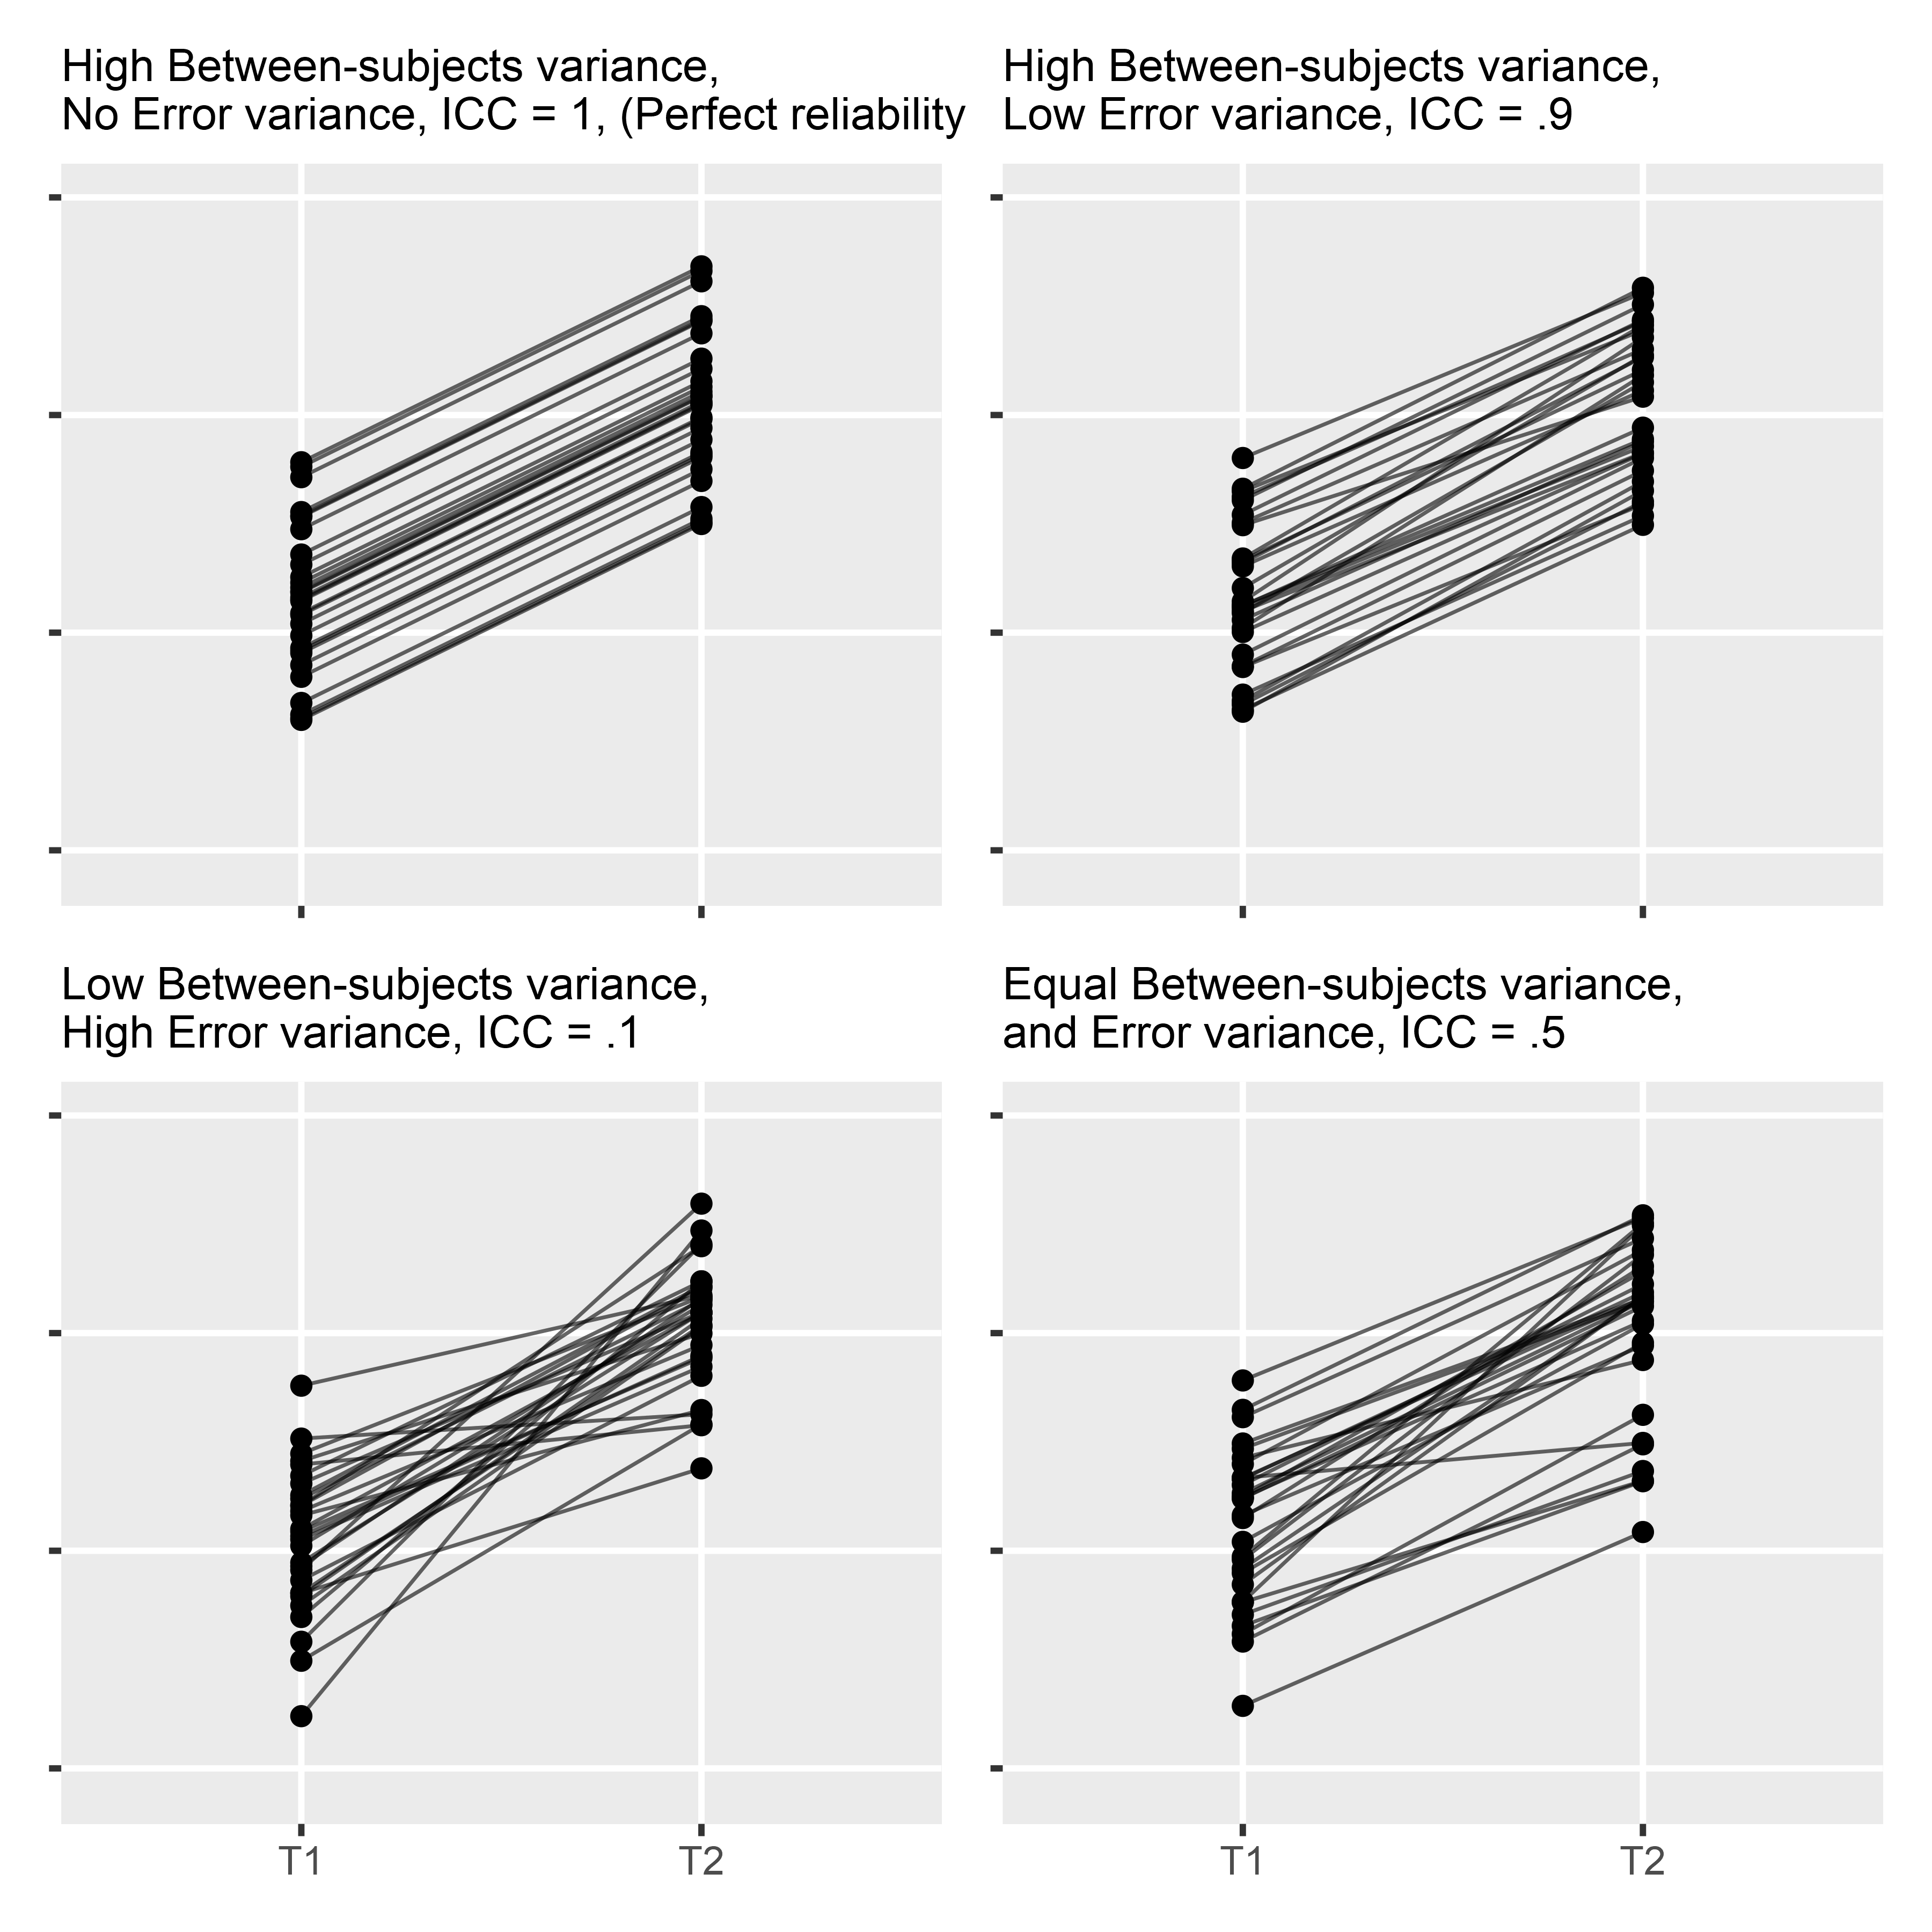 High Between-subjects variance,
No Error variance, ICC = 1, (Perfect reliability
High Between-subjects variance,
Low Error variance, ICC = .9
Low Between-subjects variance,
High Error variance, ICC = .1
Equal Between-subjects variance,
and Error variance, ICC = .5
T1
T2
T1
T2